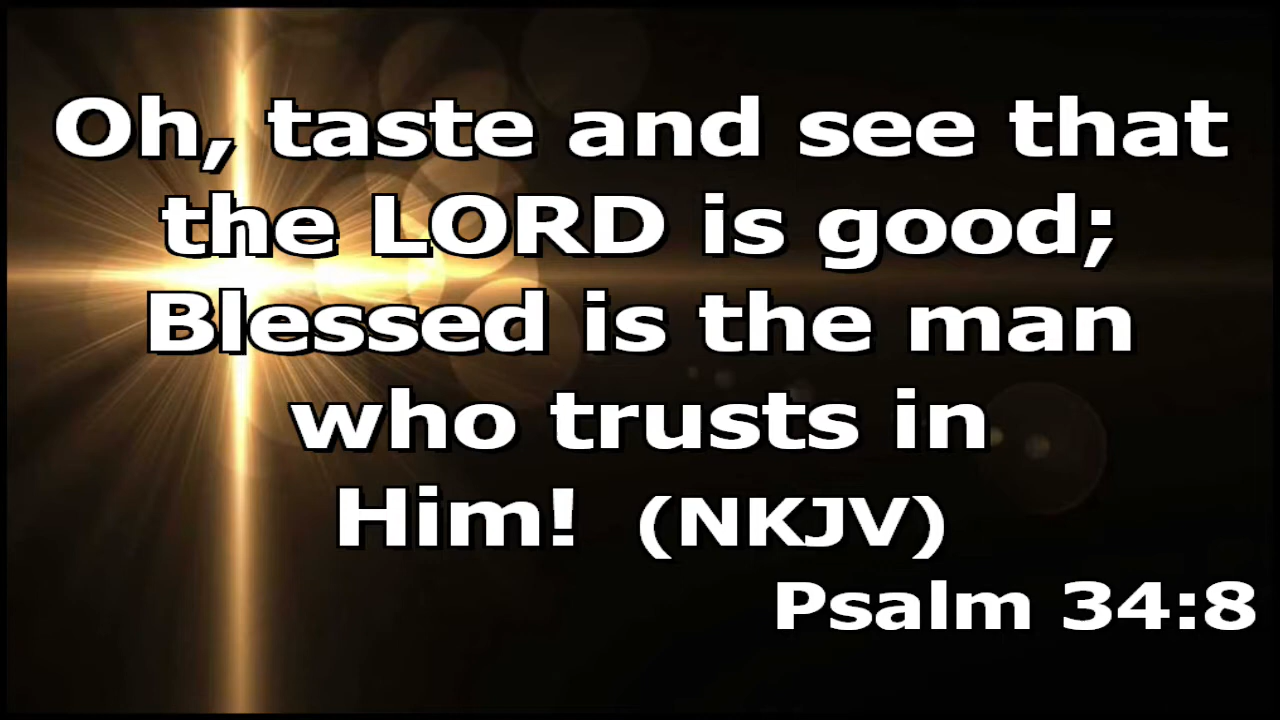 Oh, taste and see that
the LORD is good;
Blessed is the man
who trusts in
Him! (NKJV)
Psalm 34:8